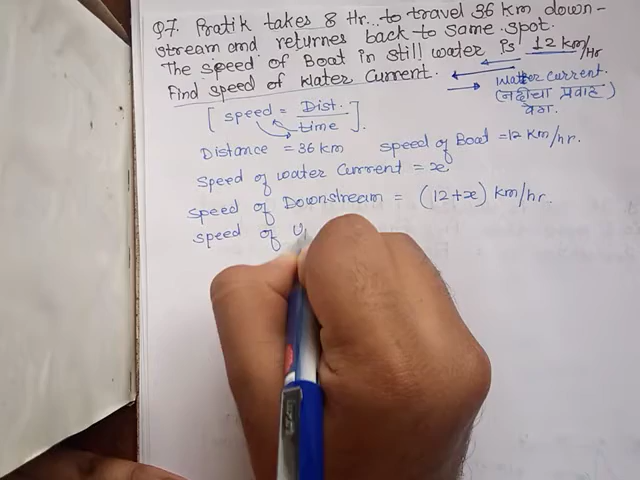 Q7. Pratik takes 8 Hr... to travel 36 km down-
stream and returnes back to same spot.
The speed of Boat in still water is 12 km/Hr
Find speed of Water Current.
Water current.
(नदीचा प्रवाह
वेग.
[ speed = Dist. / time ].
Distance = 36 km speed of Boat = 12 km/hr.
speed of water Current = x
speed of Downstream = (12+x) km/hr.
speed of U